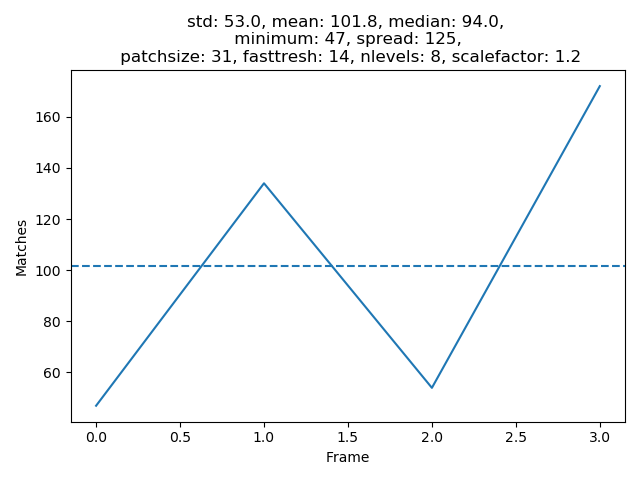 std: 53.0, mean: 101.8, median: 94.0,
minimum: 47, spread: 125,
patchsize: 31, fasttresh: 14, nlevels: 8, scalefactor: 1.2
160
140
120
100
80
60
Matches
0.0 0.5 1.0 1.5 2.0 2.5 3.0
Frame